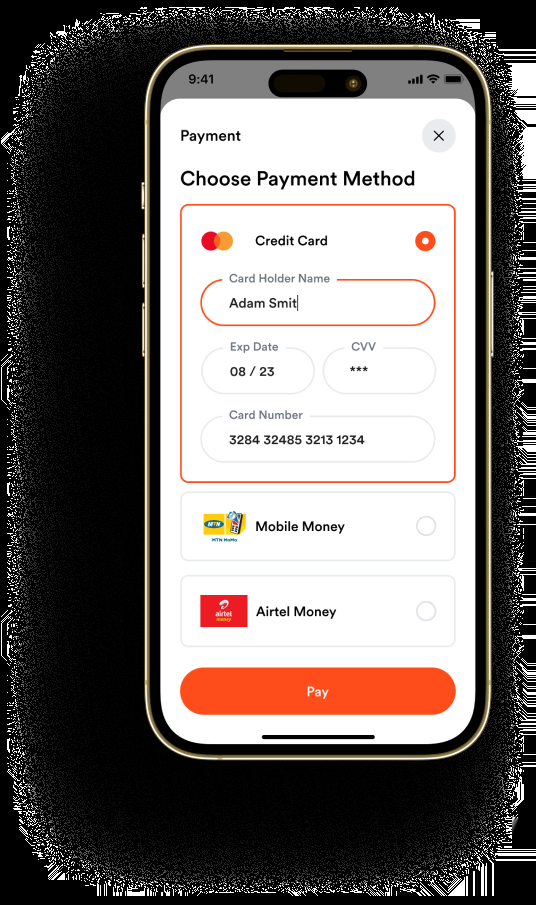 9:41
Payment
Choose Payment Method
Credit Card
Card Holder Name
Adam Smit
Exp Date
CVV
08 / 23
***
Card Number
3284 32485 3213 1234
MTN
MTN MoMo
Mobile Money
airtel
money
Airtel Money
Pay